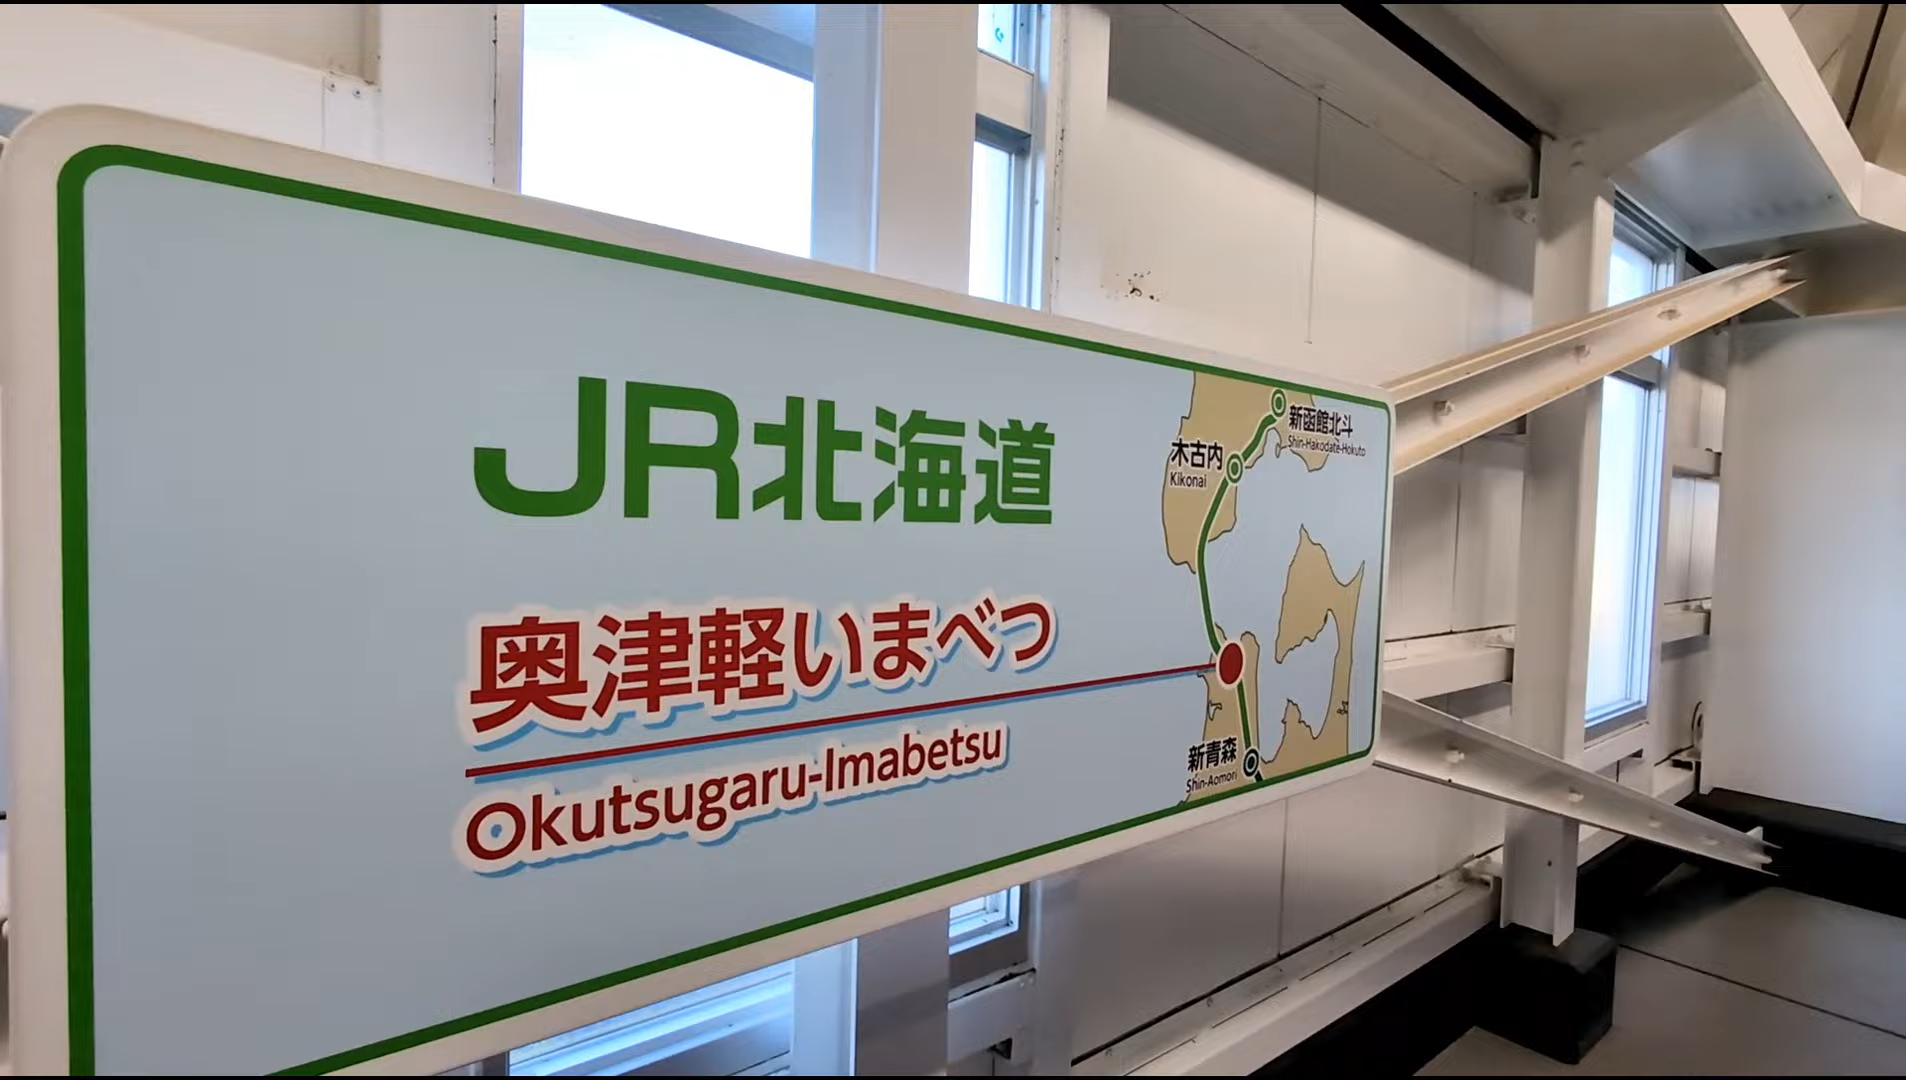 JR北海道
奥津軽いまべつ
Okutsugaru-Imabetsu
新函館北斗
Shin-Hakodate-Hokuto
木古内
Kikonai
新青森
Shin-Aomori